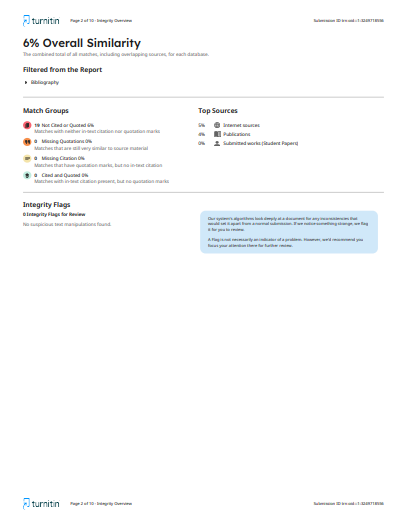 turnitin Page 2 of 10 - Integrity Overview Submission ID trn:oid:::1:3249718936
6% Overall Similarity
The combined total of all matches, including overlapping sources, for each database.
Filtered from the Report
Bibliography
Match Groups
19 Not Cited or Quoted 6%
Matches with neither in-text citation nor quotation marks
0 Missing Quotations 0%
Matches that are still very similar to source material
0 Missing Citation 0%
Matches that have quotation marks, but no in-text citation
0 Cited and Quoted 0%
Matches with in-text citation present, but no quotation marks
Top Sources
5% Internet sources
4% Publications
0% Submitted works (Student Papers)
Integrity Flags
0 Integrity Flags for Review
No suspicious text manipulations found.
Our system's algorithms look deeply at a document for any inconsistencies that
would set it apart from a normal submission. If we notice something strange, we flag
it for you to review.
A Flag is not necessarily an indicator of a problem. However, we'd recommend you
focus your attention there for further review.
turnitin Page 2 of 10 - Integrity Overview Submission ID trn:oid:::1:3249718936